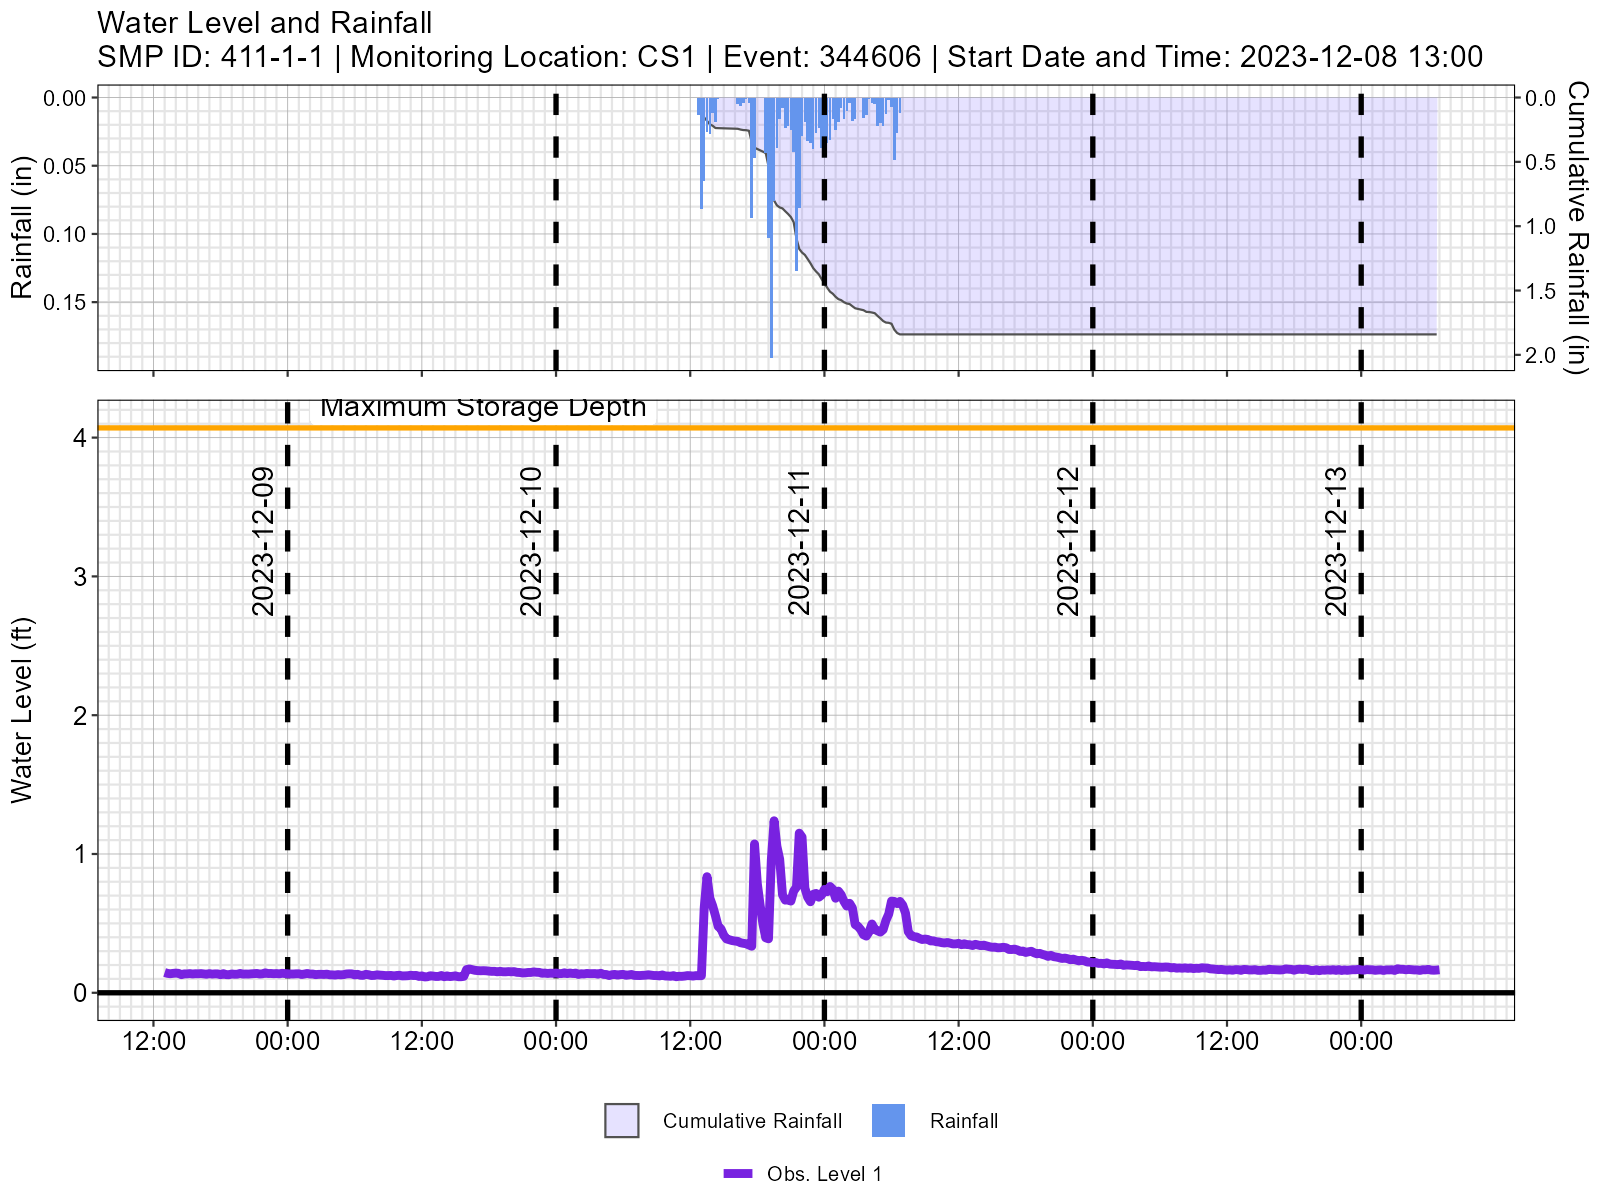 Water Level and Rainfall
SMP ID: 411-1-1 | Monitoring Location: CS1 | Event: 344606 | Start Date and Time: 2023-12-08 13:00
0.00
0.05
0.10
0.15
Rainfall (in)
0.0
0.5
1.0
1.5
2.0
Cumulative Rainfall (in)
Maximum Storage Depth
4
3
2
1
0
Water Level (ft)
2023-12-09
2023-12-10
2023-12-11
2023-12-12
2023-12-13
12:00 00:00 12:00 00:00 12:00 00:00 12:00 00:00 12:00 00:00
Cumulative Rainfall
Rainfall
Obs. Level 1